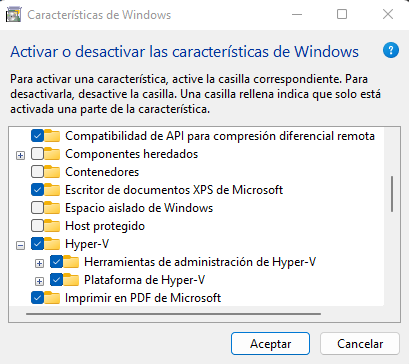 Características de Windows
Activar o desactivar las características de Windows
?
Para activar una característica, active la casilla correspondiente. Para
desactivarla, desactive la casilla. Una casilla rellena indica que solo está
activada una parte de la característica.
Compatibilidad de API para compresión diferencial remota
Componentes heredados
Contenedores
Escritor de documentos XPS de Microsoft
Espacio aislado de Windows
Host protegido
Hyper-V
Herramientas de administración de Hyper-V
Plataforma de Hyper-V
Imprimir en PDF de Microsoft
Aceptar
Cancelar